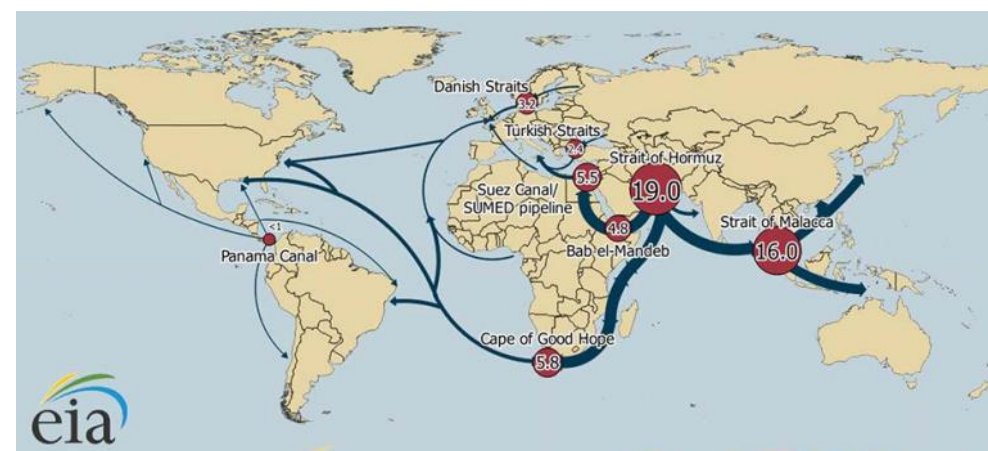 Danish Straits
3.2
Turkish Straits
2.4
Strait of Hormuz
19.0
5.5
Suez Canal/
SUMED pipeline
4.8
Bab el-Mandeb
Strait of Malacca
16.0
<1
Panama Canal
Cape of Good Hope
5.8
eia